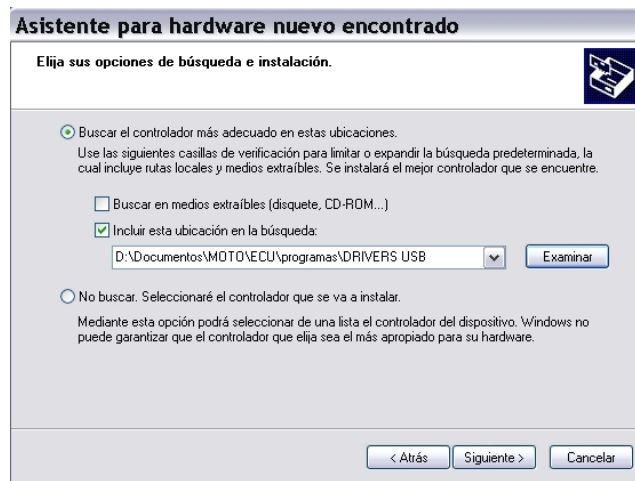 Asistente para hardware nuevo encontrado
Elija sus opciones de búsqueda e instalación.
Buscar el controlador más adecuado en estas ubicaciones.
Use las siguientes casillas de verificación para limitar o expandir la búsqueda predeterminada, la
cual incluye rutas locales y medios extraíbles. Se instalará el mejor controlador que se encuentre.
Buscar en medios extraíbles (disquete, CD-ROM...)
Incluir esta ubicación en la búsqueda:
D:\Documentos\MOTO\ECU\programas\DRIVERS USB
Examinar
No buscar. Seleccionaré el controlador que se va a instalar.
Mediante esta opción podrá seleccionar de una lista el controlador del dispositivo. Windows no
puede garantizar que el controlador que elija sea el más apropiado para su hardware.
< Atrás Siguiente > Cancelar